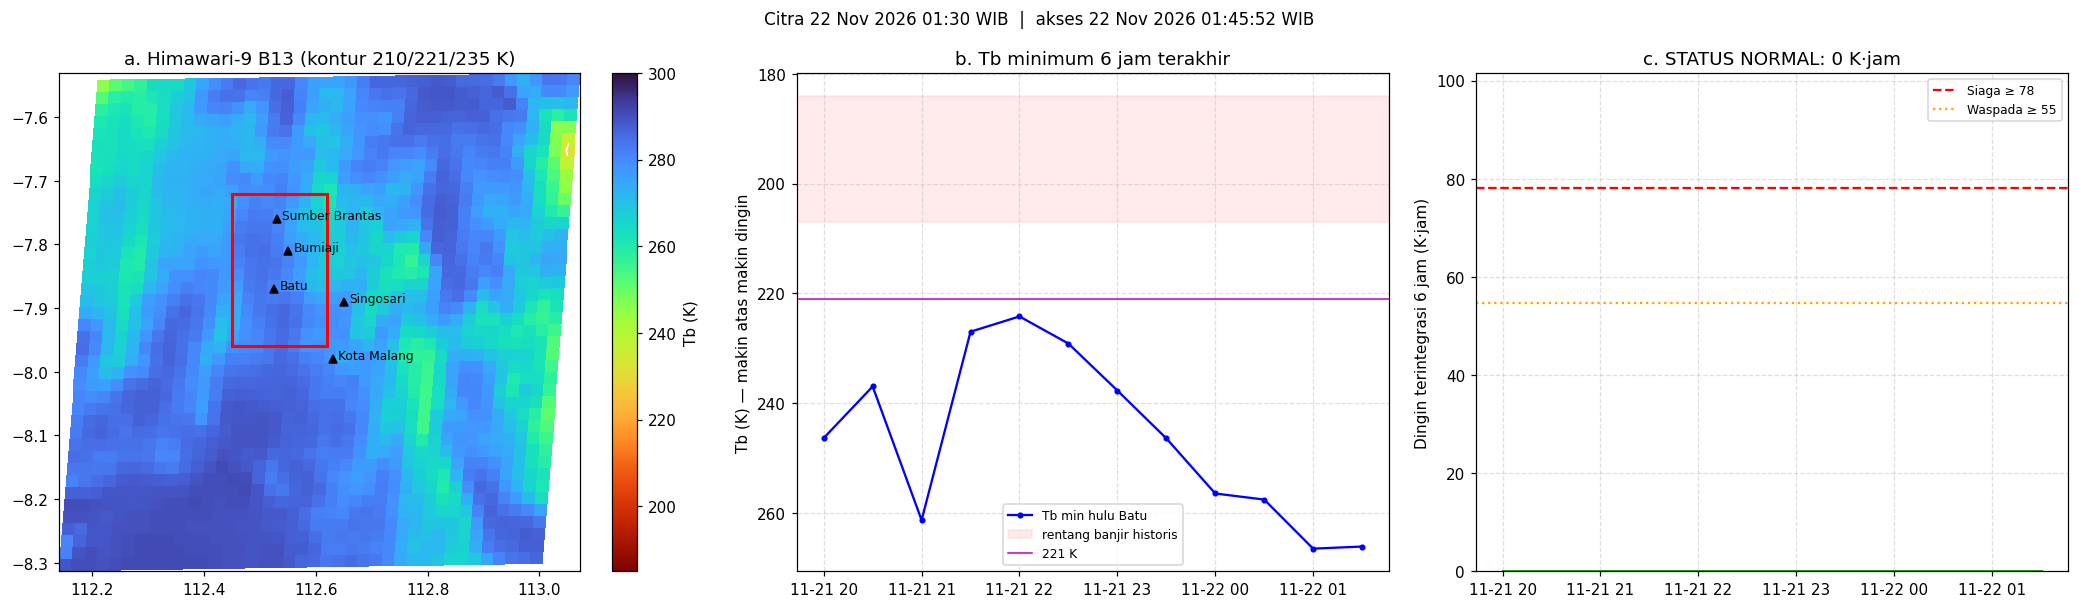 Citra 22 Nov 2026 01:30 WIB | akses 22 Nov 2026 01:45:52 WIB
a. Himawari-9 B13 (kontur 210/221/235 K)
−7.6
−7.7
−7.8
−7.9
−8.0
−8.1
−8.2
−8.3
112.2
112.4
112.6
112.8
113.0
Sumber Brantas
Bumiaji
Batu
Singosari
Kota Malang
300
280
260
240
220
200
Tb (K)
b. Tb minimum 6 jam terakhir
Tb (K) — makin atas makin dingin
180
200
220
240
260
11-21 20
11-21 21
11-21 22
11-21 23
11-22 00
11-22 01
Tb min hulu Batu
rentang banjir historis
221 K
c. STATUS NORMAL: 0 K·jam
Dingin terintegrasi 6 jam (K·jam)
100
80
60
40
20
0
11-21 20
11-21 21
11-21 22
11-21 23
11-22 00
11-22 01
Siaga ≥ 78
Waspada ≥ 55